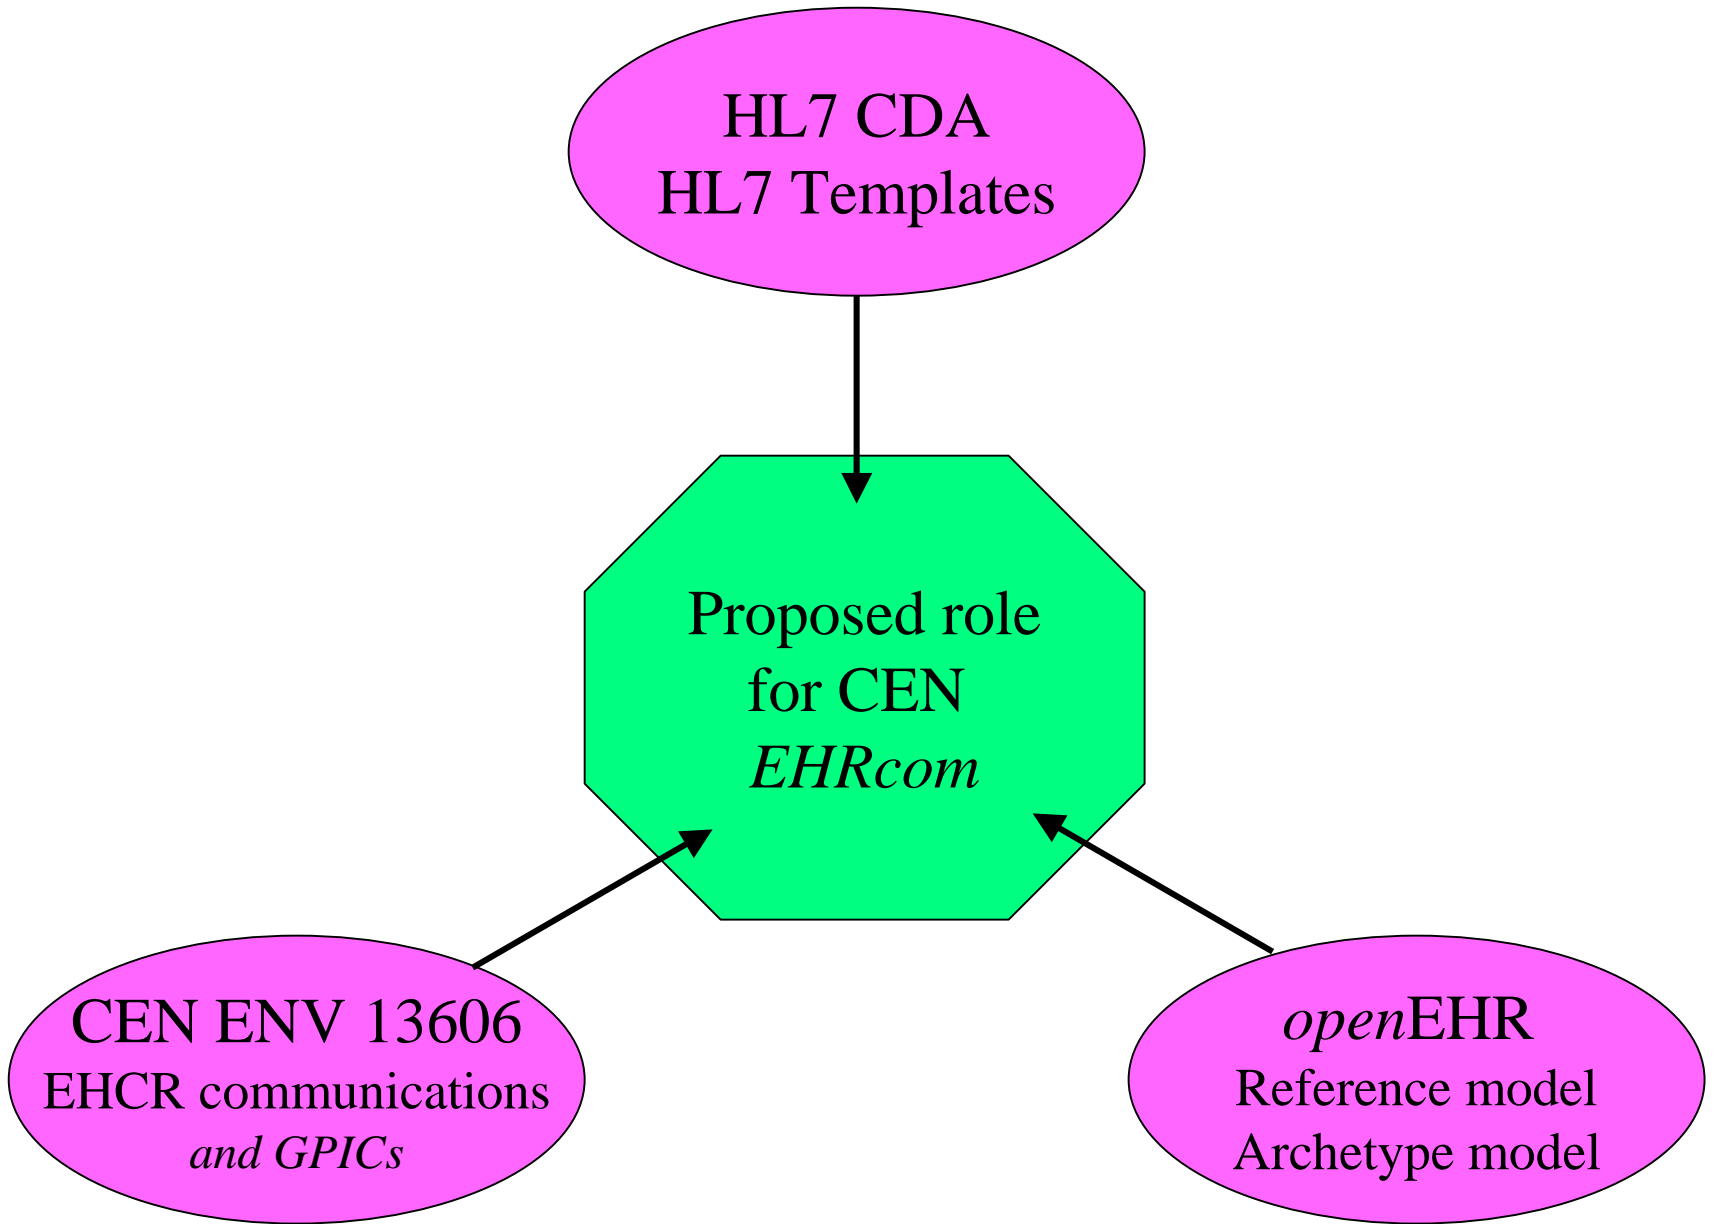 HL7 CDA
HL7 Templates
Proposed role
for CEN
EHRcom
CEN ENV 13606
EHCR communications
and GPICs
openEHR
Reference model
Archetype model